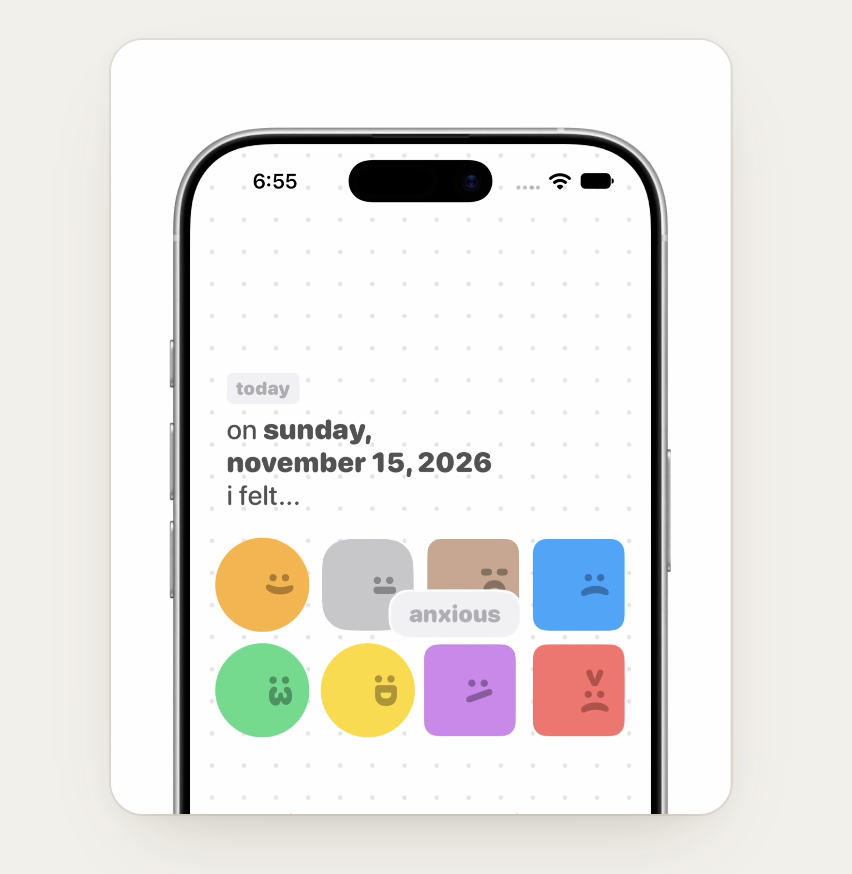 6:55
today
on sunday,
november 15, 2026
i felt...
anxious